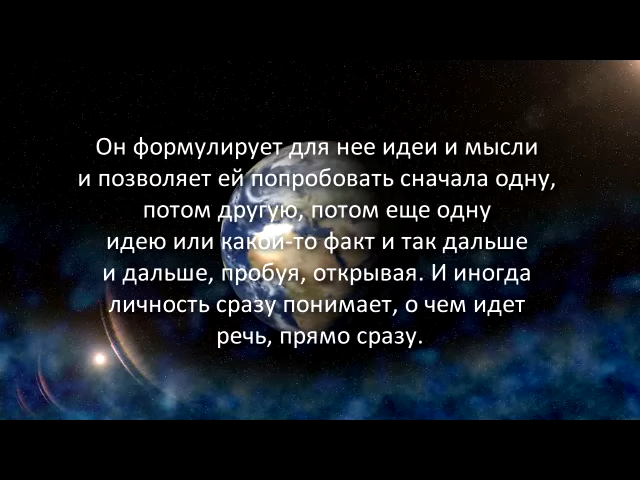 Он формулирует для нее идеи и мысли
и позволяет ей попробовать сначала одну,
потом другую, потом еще одну
идею или какой-то факт и так дальше
и дальше, пробуя, открывая. И иногда
личность сразу понимает, о чем идет
речь, прямо сразу.